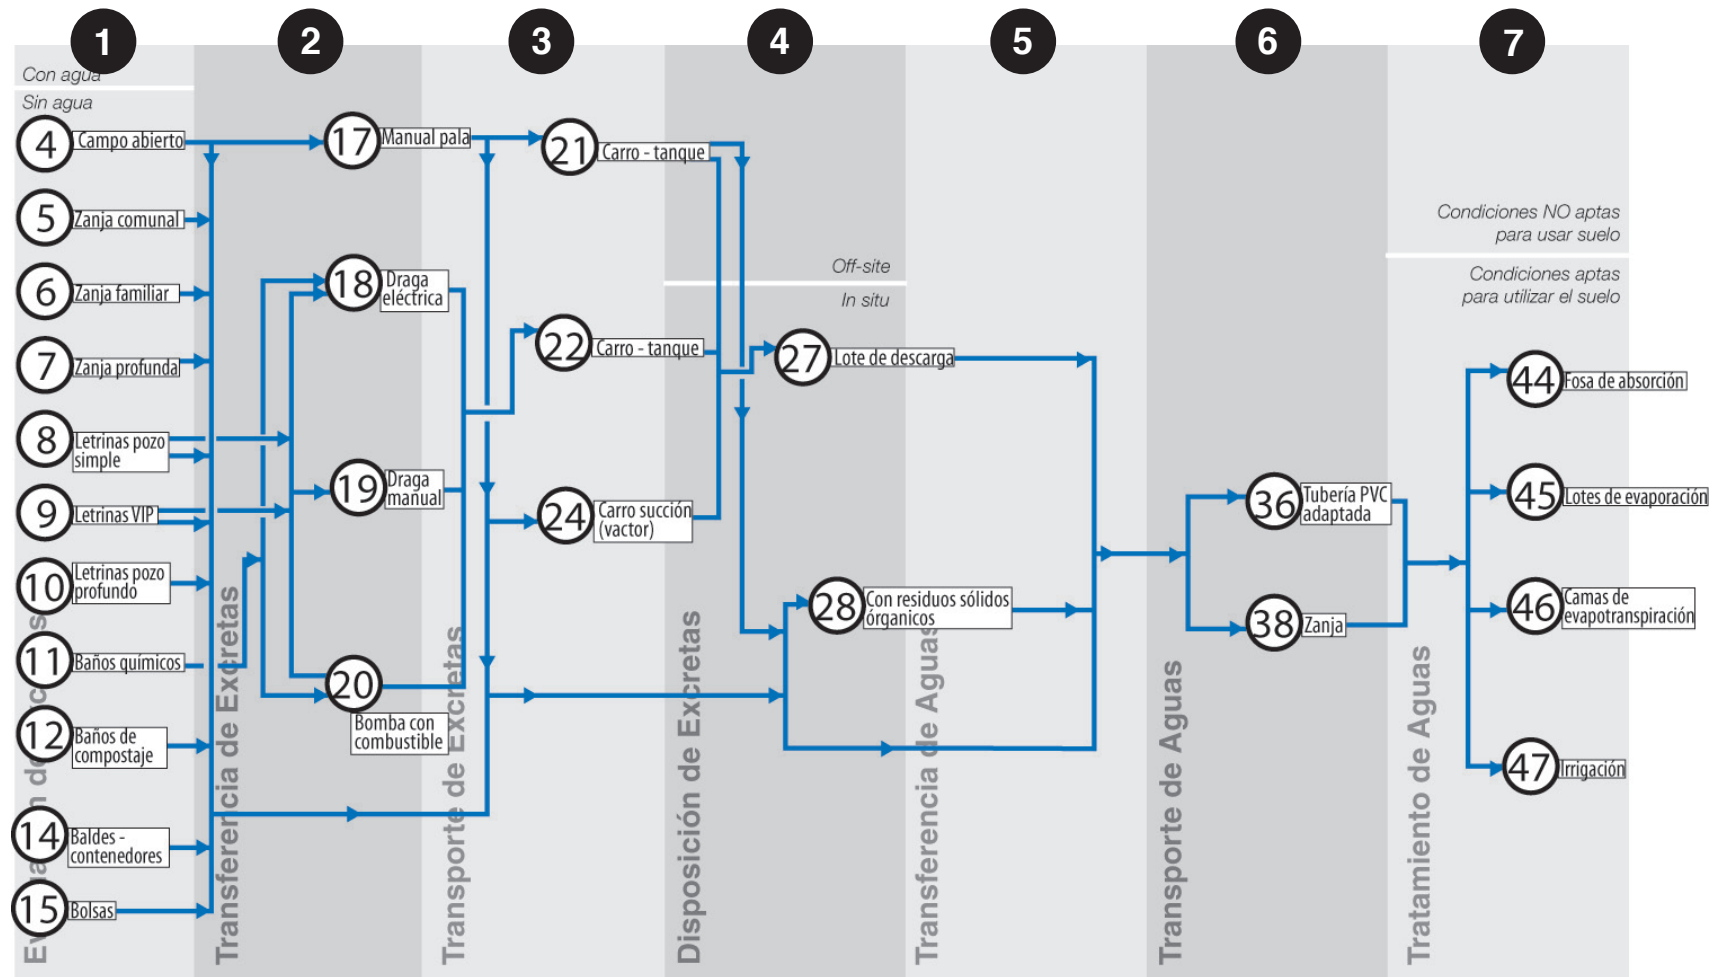 1
2
3
4
5
6
7
Con agua
Sin agua
4
Campo abierto
5
Zanja comunal
6
Zanja familiar
7
Zanja profunda
8
Letrinas pozo
simple
9
Letrinas VIP
10
Letrinas pozo
profundo
11
Baños químicos
12
Baños de
compostaje
14
Baldes -
contenedores
15
Bolsas
Transferencia de Excretas
17
Manual pala
18
Draga
eléctrica
19
Draga
manual
20
Bomba con
combustible
Transporte de Excretas
21
Carro - tanque
22
Carro - tanque
24
Carro succión
(vactor)
Disposición de Excretas
Off-site
In situ
27
Lote de descarga
28
Con residuos sólidos
órganicos
Transferencia de Aguas
Transporte de Aguas
36
Tubería PVC
adaptada
38
Zanja
Tratamiento de Aguas
Condiciones NO aptas
para usar suelo
Condiciones aptas
para utilizar el suelo
44
Fosa de absorción
45
Lotes de evaporación
46
Camas de
evapotranspiración
47
Irrigación